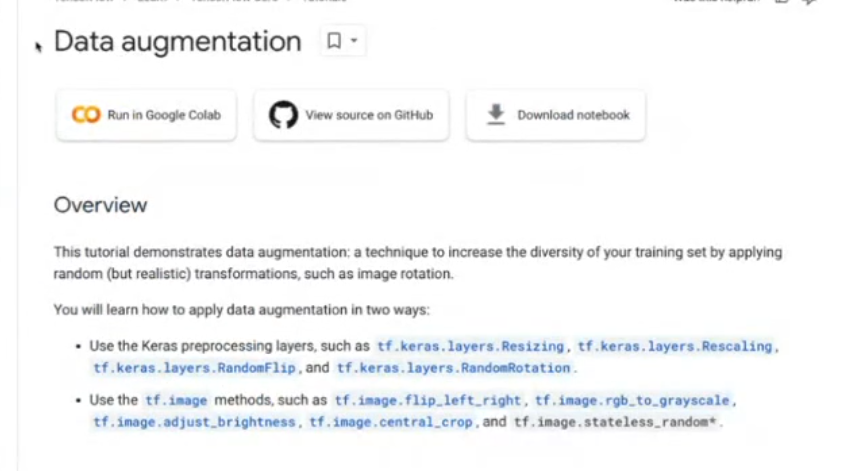 Data augmentation
Run in Google Colab
View source on GitHub
Download notebook
Overview
This tutorial demonstrates data augmentation: a technique to increase the diversity of your training set by applying
random (but realistic) transformations, such as image rotation.
You will learn how to apply data augmentation in two ways:
• Use the Keras preprocessing layers, such as tf.keras.layers.Resizing, tf.keras.layers.Rescaling,
tf.keras.layers.RandomFlip, and tf.keras.layers.RandomRotation.
• Use the tf.image methods, such as tf.image.flip_left_right, tf.image.rgb_to_grayscale,
tf.image.adjust_brightness, tf.image.central_crop, and tf.image.stateless_random*.